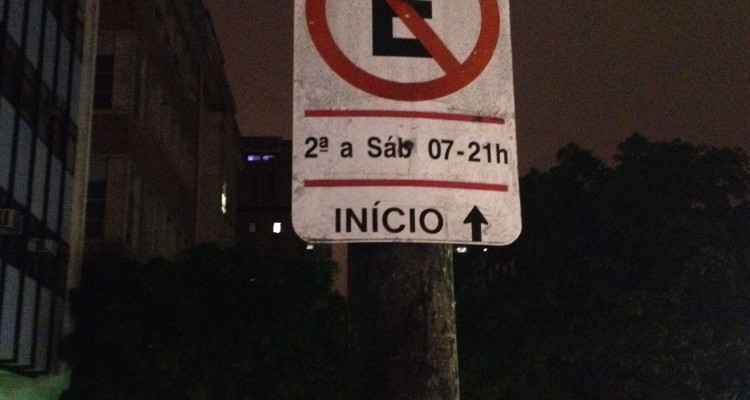 E
2ª a Sáb 07-21h
INÍCIO ↑